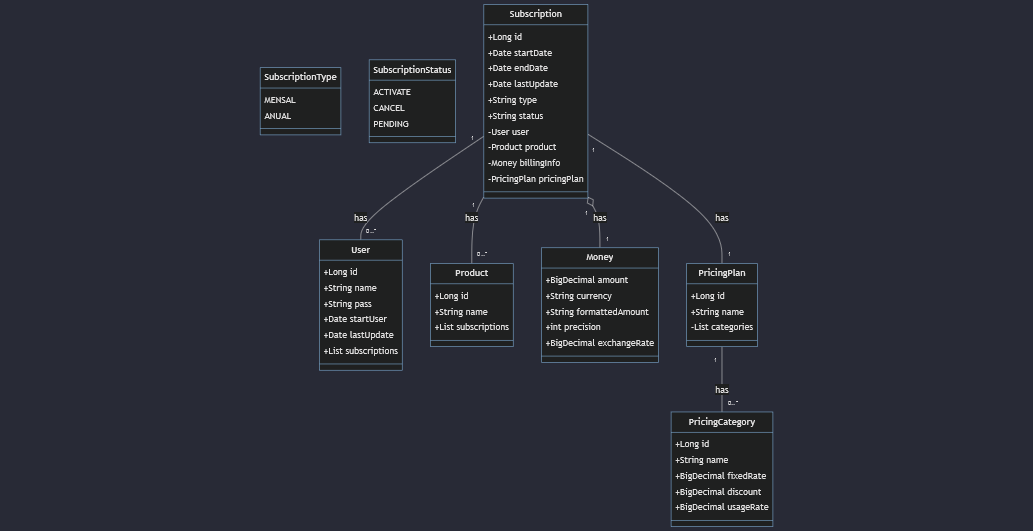 Subscription
+Long id
+Date startDate
+Date endDate
+Date lastUpdate
+String type
+String status
-User user
-Product product
-Money billingInfo
-PricingPlan pricingPlan
SubscriptionType
MENSAL
ANUAL
SubscriptionStatus
ACTIVATE
CANCEL
PENDING
1
1
1
1
has
has
has
has
0..*
0..*
1
1
User
+Long id
+String name
+String pass
+Date startUser
+Date lastUpdate
+List subscriptions
Product
+Long id
+String name
+List subscriptions
Money
+BigDecimal amount
+String currency
+String formattedAmount
+int precision
+BigDecimal exchangeRate
PricingPlan
+Long id
+String name
-List categories
1
has
0..*
PricingCategory
+Long id
+String name
+BigDecimal fixedRate
+BigDecimal discount
+BigDecimal usageRate